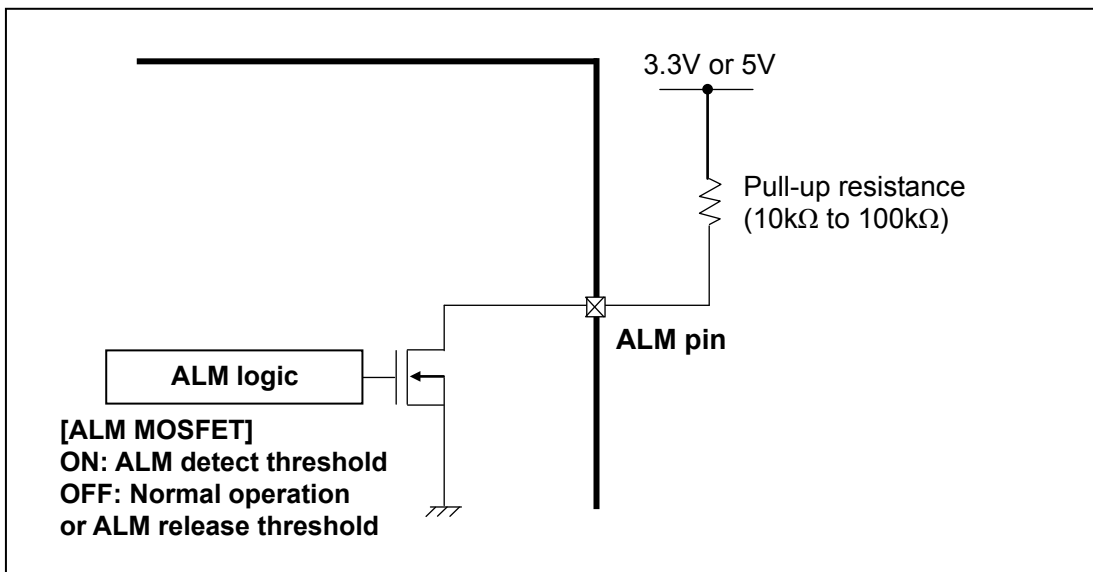 3.3V or 5V
Pull-up resistance
(10kΩ to 100kΩ)
ALM pin
ALM logic
[ALM MOSFET]
ON: ALM detect threshold
OFF: Normal operation
or ALM release threshold